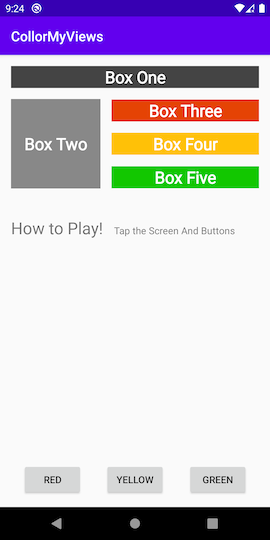 9:24
CollorMyViews
Box One
Box Two
Box Three
Box Four
Box Five
How to Play! Tap the Screen And Buttons
RED YELLOW GREEN